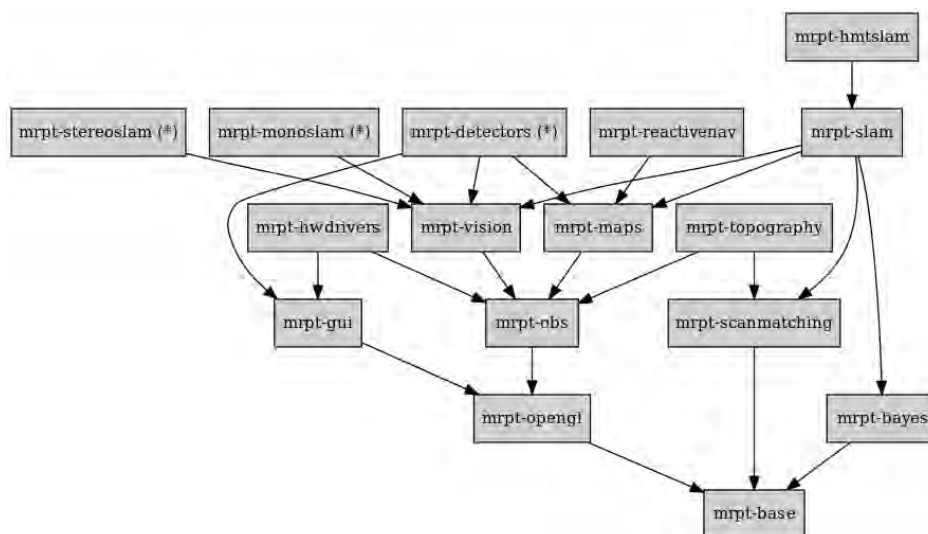 mrpt-hmtslam
mrpt-stereoslam (*)
mrpt-monoslam (*)
mrpt-detectors (*)
mrpt-reactivenav
mrpt-slam
mrpt-hwdrivers
mrpt-vision
mrpt-maps
mrpt-topography
mrpt-gui
mrpt-obs
mrpt-scanmatching
mrpt-opengl
mrpt-bayes
mrpt-base